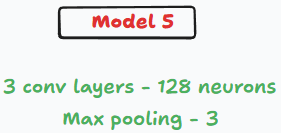 Model 5
3 conv layers - 128 neurons
Max pooling - 3